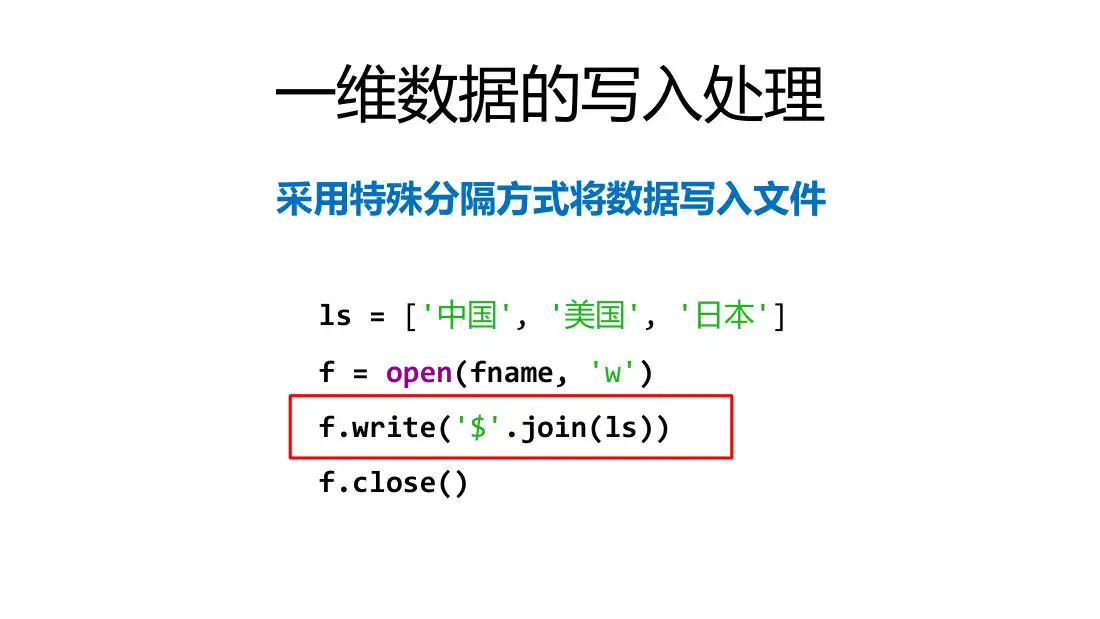 一维数据的写入处理
采用特殊分隔方式将数据写入文件
ls = ['中国', '美国', '日本']
f = open(fname, 'w')
f.write('$'.join(ls))
f.close()